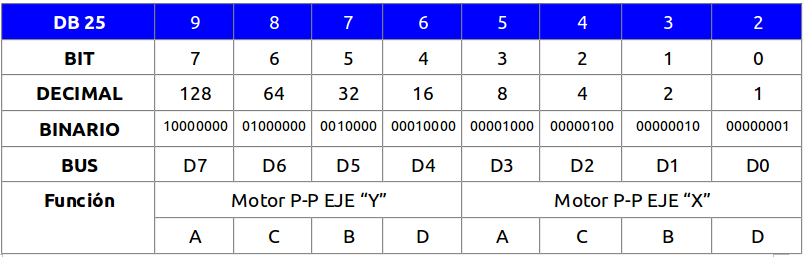 DB 25 9 8 7 6 5 4 3 2
BIT 7 6 5 4 3 2 1 0
DECIMAL 128 64 32 16 8 4 2 1
BINARIO 10000000 01000000 0010000 00010000 00001000 00000100 00000010 00000001
BUS D7 D6 D5 D4 D3 D2 D1 D0
Función Motor P-P EJE “Y” Motor P-P EJE “X”
A C B D A C B D